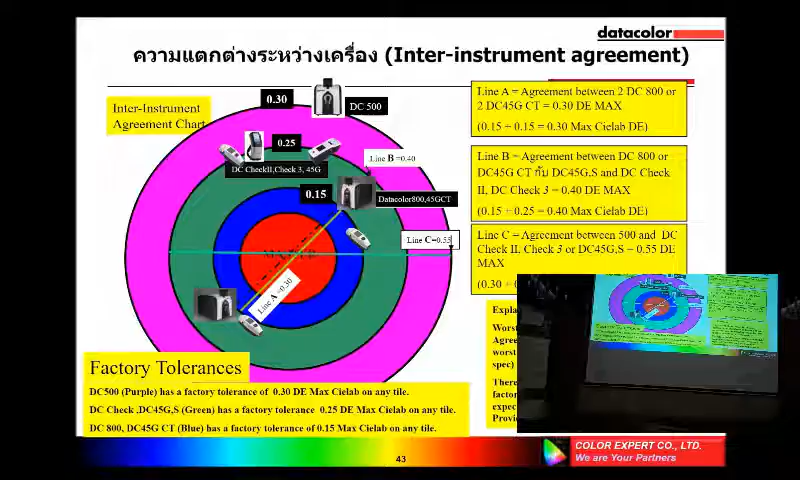 datacolor
ความแตกต่างระหว่างเครื่อง (Inter-instrument agreement)
Inter-Instrument
Agreement Chart
0.30
DC 500
0.25
DC CheckII,Check 3, 45G
Line B =0.40
0.15
Datacolor800,45GCT
Line C=0.55
Line A =0.30
Line A = Agreement between 2 DC 800 or
2 DC45G CT = 0.30 DE MAX
(0.15 + 0.15 = 0.30 Max Cielab DE)
Line B = Agreement between DC 800 or
DC45G CT กับ DC45G,S and DC Check
II, DC Check 3 = 0.40 DE MAX
(0.15 + 0.25 = 0.40 Max Cielab DE)
Line C = Agreement between 500 and DC
Check II, Check 3 or DC45G,S = 0.55 DE
MAX
(0.30 +
Worst
worst
spec)
Factory Tolerances
DC500 (Purple) has a factory tolerance of 0.30 DE Max Cielab on any tile.
DC Check ,DC45G,S (Green) has a factory tolerance 0.25 DE Max Cielab on any tile.
DC 800, DC45G CT (Blue) has a factory tolerance of 0.15 Max Cielab on any tile.
43
COLOR EXPERT CO., LTD.
We are Your Partners